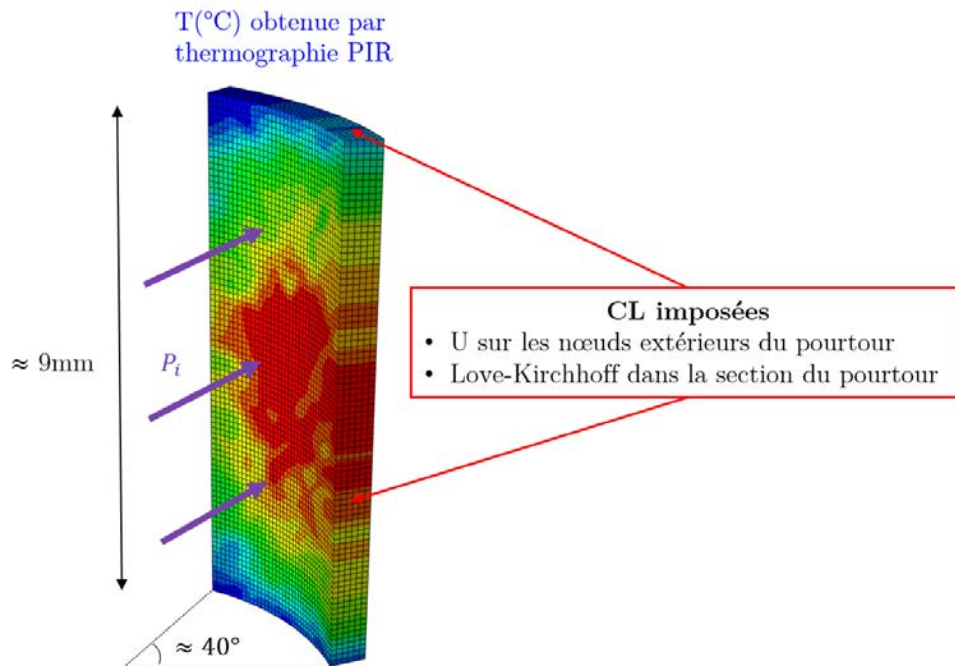 T(°C) obtenue par
thermographie PIR
CL imposées
• U sur les nœuds extérieurs du pourtour
• Love-Kirchhoff dans la section du pourtour
≈ 9mm
P_i
≈ 40°